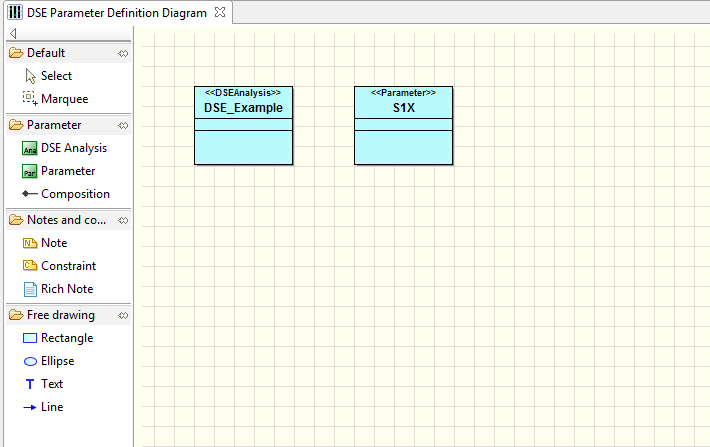 DSE Parameter Definition Diagram
Default
Select
Marquee
Parameter
Ana DSE Analysis
Par Parameter
Composition
Notes and co...
N Note
C Constraint
Rich Note
Free drawing
Rectangle
Ellipse
T Text
Line
<<DSEAnalysis>>
DSE_Example
<<Parameter>>
S1X